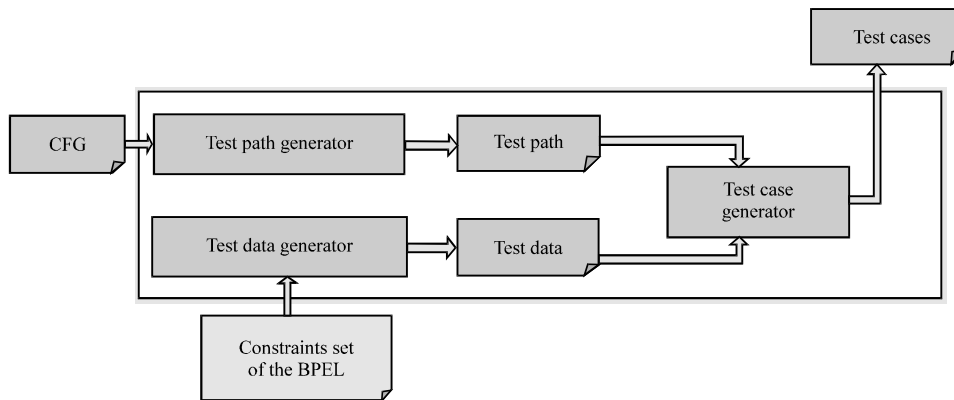 Test cases
CFG
Test path generator
Test path
Test case
generator
Test data generator
Test data
Constraints set
of the BPEL